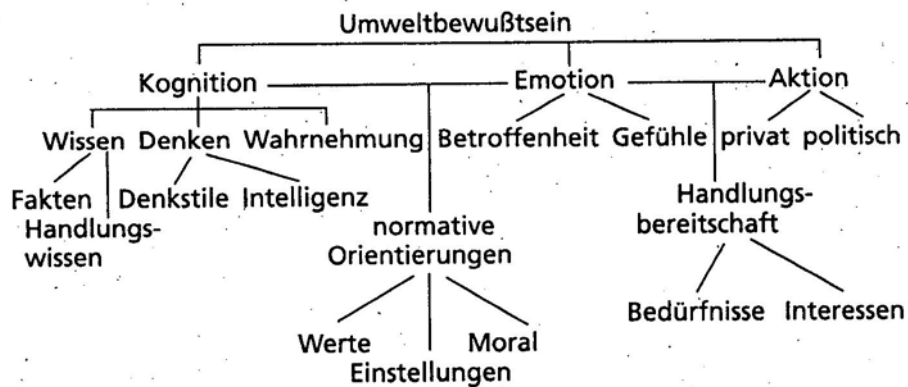 Umweltbewußtsein
Kognition Emotion Aktion
Wissen Denken Wahrnehmung Betroffenheit Gefühle privat politisch
Fakten Denkstile Intelligenz Handlungs-
Handlungs- normative bereitschaft
wissen Orientierungen
Bedürfnisse Interessen
Werte Moral
Einstellungen